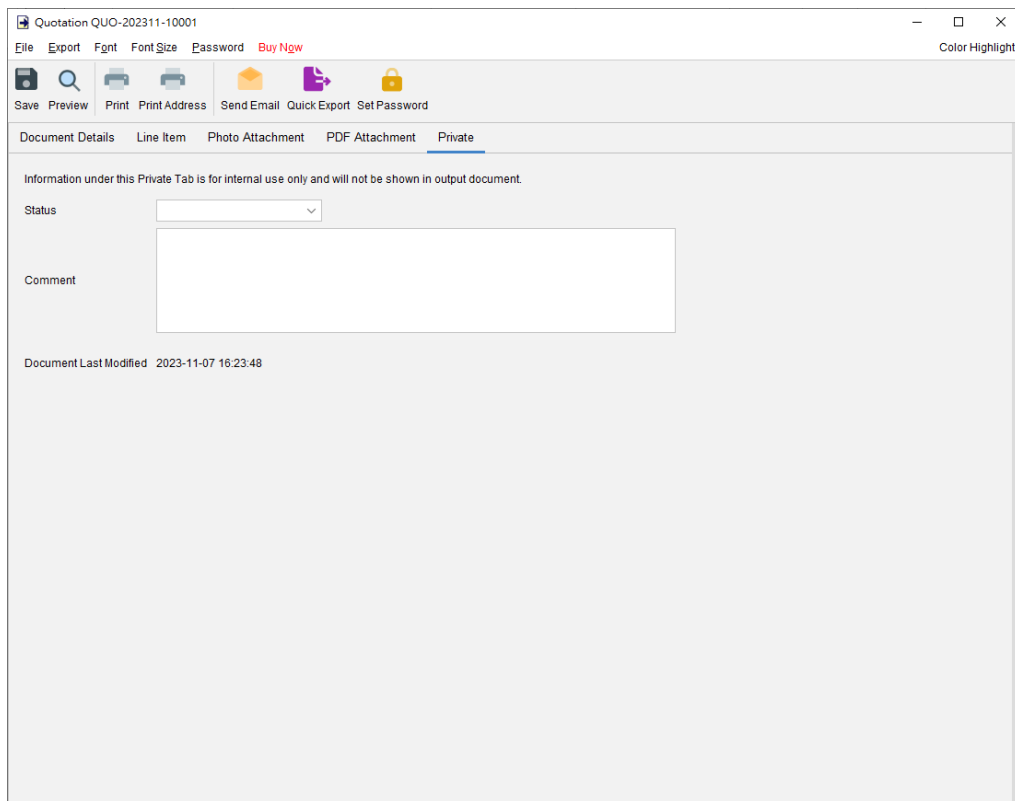 Quotation QUO-202311-10001
File Export Font Font Size Password Buy Now Color Highlight
Save Preview Print Print Address Send Email Quick Export Set Password
Document Details Line Item Photo Attachment PDF Attachment Private
Information under this Private Tab is for internal use only and will not be shown in output document.
Status
Comment
Document Last Modified 2023-11-07 16:23:48